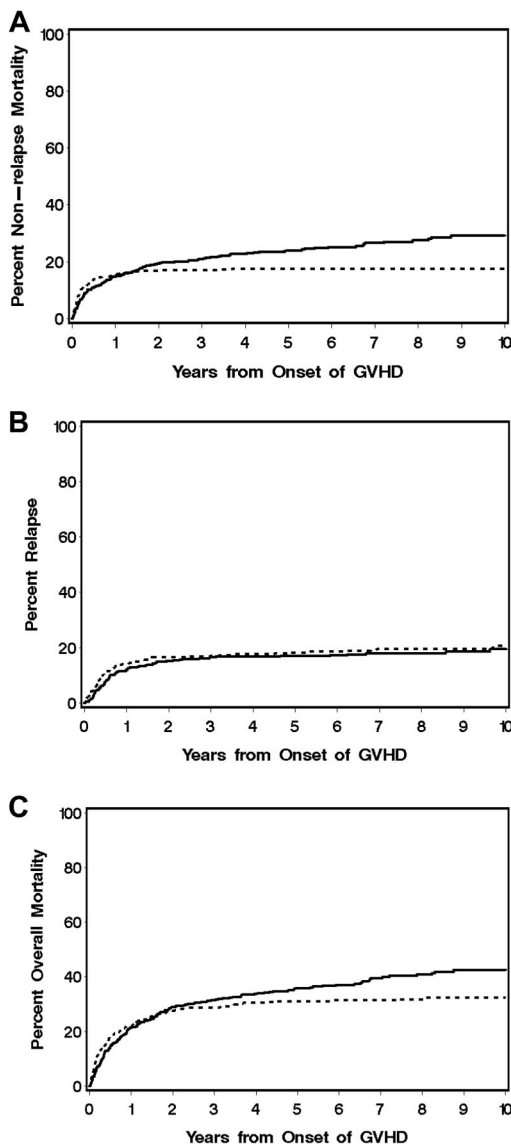 A
Percent Non-relapse Mortality
100
80
60
40
20
0
0 1 2 3 4 5 6 7 8 9 10
Years from Onset of GVHD
B
Percent Relapse
100
80
60
40
20
0
0 1 2 3 4 5 6 7 8 9 10
Years from Onset of GVHD
C
Percent Overall Mortality
100
80
60
40
20
0
0 1 2 3 4 5 6 7 8 9 10
Years from Onset of GVHD